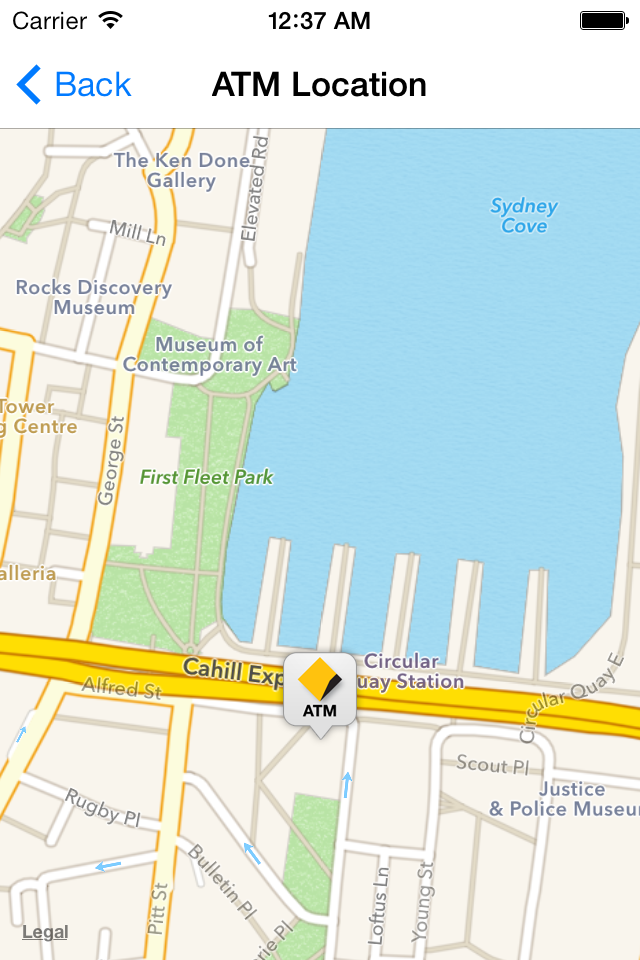 Carrier 12:37 AM
Back ATM Location
The Ken Done
Gallery
Elevated Rd
Sydney
Cove
Mill Ln
Rocks Discovery
Museum
Museum of
Contemporary Art
Tower
g Centre
George St
First Fleet Park
alleria
Circular
uay Station
Cahill Exp
ATM
Alfred St
Circular Quay E
Scout Pl
Justice
& Police Museu
Rugby Pl
Bulletin Pl
Pitt St
Loftus Ln
Young St
rie Pl
Legal